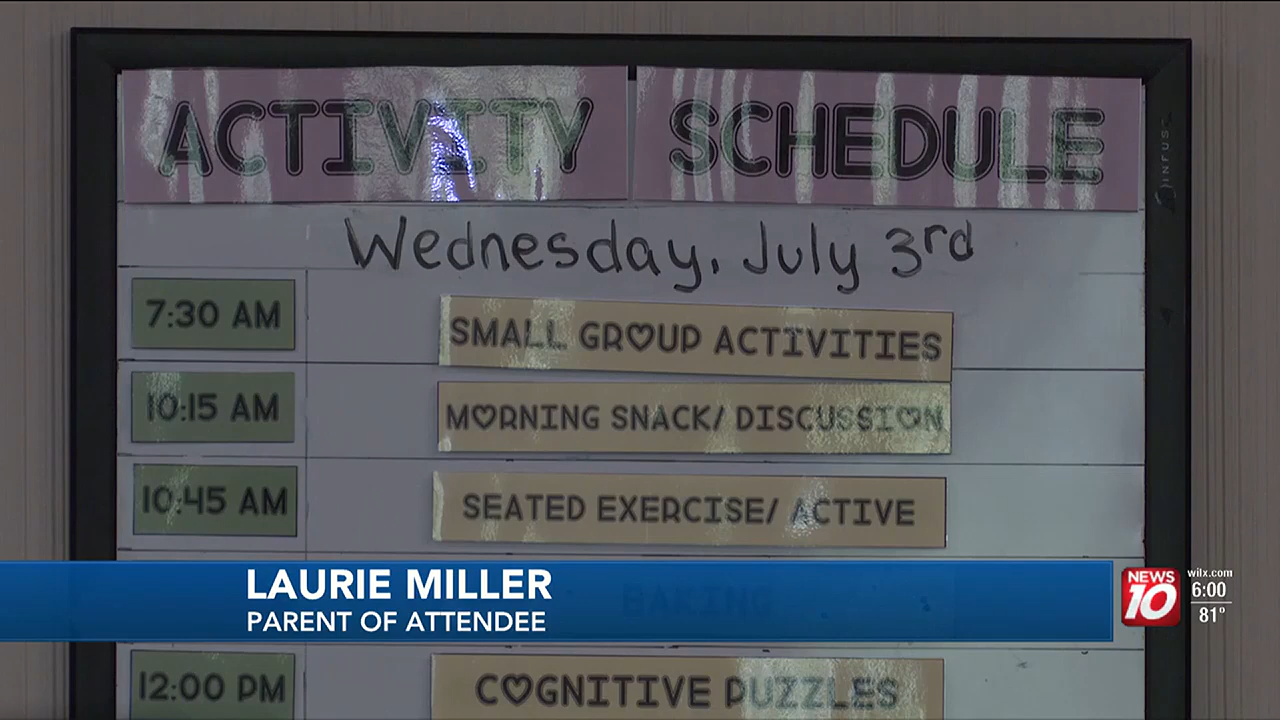 ACTIVITY SCHEDULE
INFUS
Wednesday, July 3rd
7:30 AM SMALL GROUP ACTIVITIES
10:15 AM MORNING SNACK/ DISCUSSION
10:45 AM SEATED EXERCISE/ ACTIVE
LAURIE MILLER
PARENT OF ATTENDEE
NEWS
10
wilx.com
6:00
81°
12:00 PM COGNITIVE PUZZLES